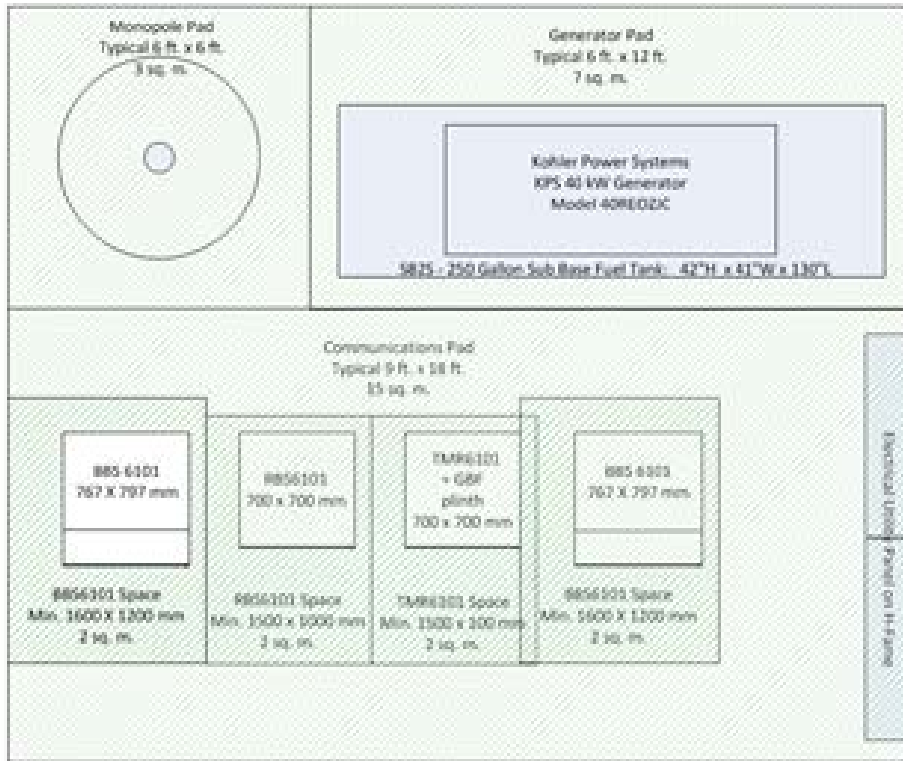 Monopole Pad
Typical 6 ft. x 6 ft.
3 sq. m.
Generator Pad
Typical 6 ft. x 12 ft.
7 sq. m.
Kohler Power Systems
KPS 40 kW Generator
Model 40REOZJC
SB25 - 250 Gallon Sub Base Fuel Tank: 42"H x 41"W x 130"L
Communications Pad
Typical 9 ft. x 18 ft.
15 sq. m.
BBS 6101
767 X 797 mm
RBS6101
700 x 700 mm
TMR6101
+ GBF
plinth
700 x 700 mm
BBS 6101
767 X 797 mm
BBS6101 Space
Min. 1600 X 1200 mm
2 sq. m.
RBS6101 Space
Min. 1500 x 1000 mm
2 sq. m.
TMR6101 Space
Min. 1500 x 300 mm
2 sq. m.
BBS6101 Space
Min. 1600 X 1200 mm
2 sq. m.
Electrical Utility Panel on H-Frame